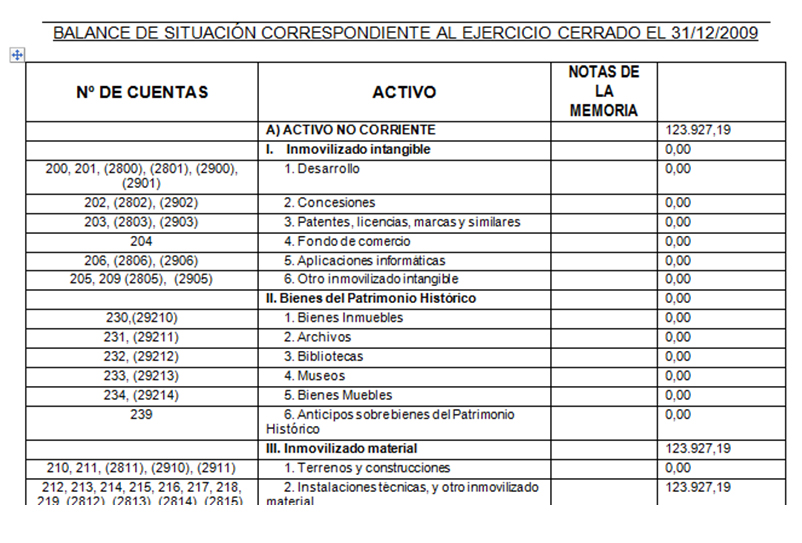 BALANCE DE SITUACIÓN CORRESPONDIENTE AL EJERCICIO CERRADO EL 31/12/2009
Nº DE CUENTAS ACTIVO NOTAS DE LA MEMORIA
A) ACTIVO NO CORRIENTE 123.927,19
I. Inmovilizado intangible 0,00
200, 201, (2800), (2801), (2900), (2901) 1. Desarrollo 0,00
202, (2802), (2902) 2. Concesiones 0,00
203, (2803), (2903) 3. Patentes, licencias, marcas y similares 0,00
204 4. Fondo de comercio 0,00
206, (2806), (2906) 5. Aplicaciones informáticas 0,00
205, 209 (2805), (2905) 6. Otro inmovilizado intangible 0,00
II. Bienes del Patrimonio Histórico 0,00
230,(29210) 1. Bienes Inmuebles 0,00
231, (29211) 2. Archivos 0,00
232, (29212) 3. Bibliotecas 0,00
233, (29213) 4. Museos 0,00
234, (29214) 5. Bienes Muebles 0,00
239 6. Anticipos sobre bienes del Patrimonio Histórico 0,00
III. Inmovilizado material 123.927,19
210, 211, (2811), (2910), (2911) 1. Terrenos y construcciones 0,00
212, 213, 214, 215, 216, 217, 218, 2. Instalaciones técnicas, y otro inmovilizado 123.927,19
219, (2812), (2813), (2814), (2815) material